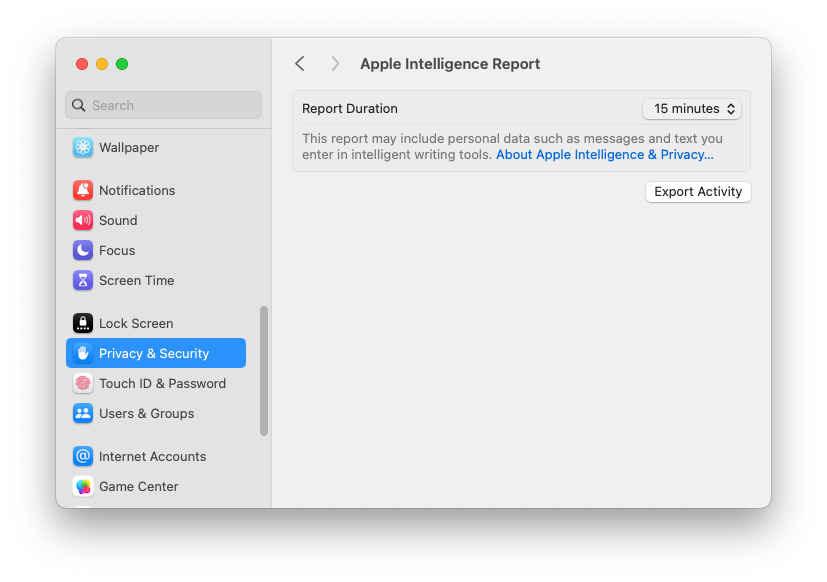 Search
Wallpaper
Notifications
Sound
Focus
Screen Time
Lock Screen
Privacy & Security
Touch ID & Password
Users & Groups
Internet Accounts
Game Center
Apple Intelligence Report
Report Duration
15 minutes
This report may include personal data such as messages and text you
enter in intelligent writing tools. About Apple Intelligence & Privacy…
Export Activity